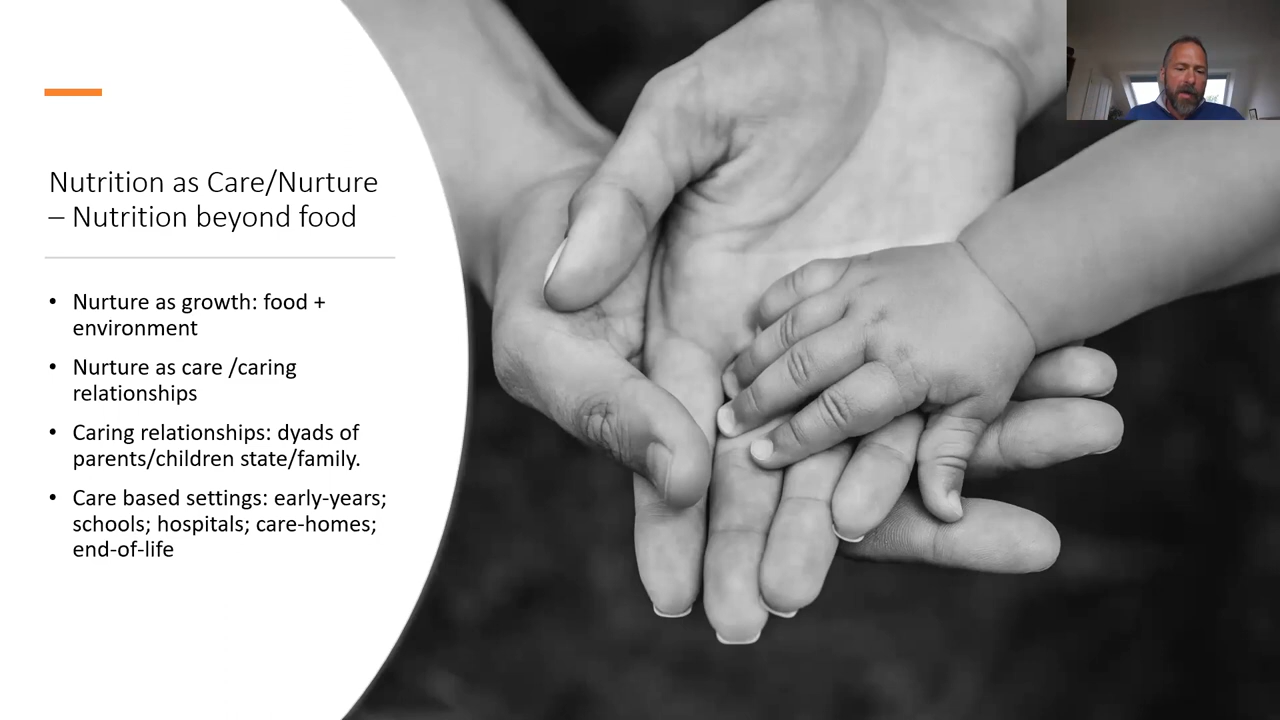 Nutrition as Care/Nurture
– Nutrition beyond food
• Nurture as growth: food +
environment
• Nurture as care /caring
relationships
• Caring relationships: dyads of
parents/children state/family.
• Care based settings: early-years;
schools; hospitals; care-homes;
end-of-life